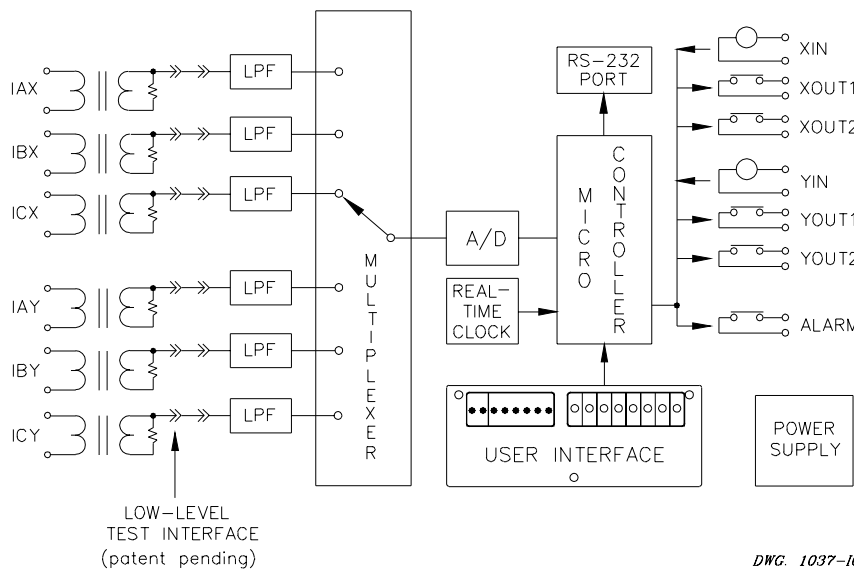 IAX
IBX
ICX
IAY
IBY
ICY
LPF
LPF
LPF
LPF
LPF
LPF
LOW-LEVEL
TEST INTERFACE
(patent pending)
MULTIPLEXER
A/D
REAL-
TIME
CLOCK
RS-232
PORT
MICRO
CONTROLLER
USER INTERFACE
XIN
XOUT1
XOUT2
YIN
YOUT1
YOUT2
ALARM
POWER
SUPPLY
DWG. 1037-I